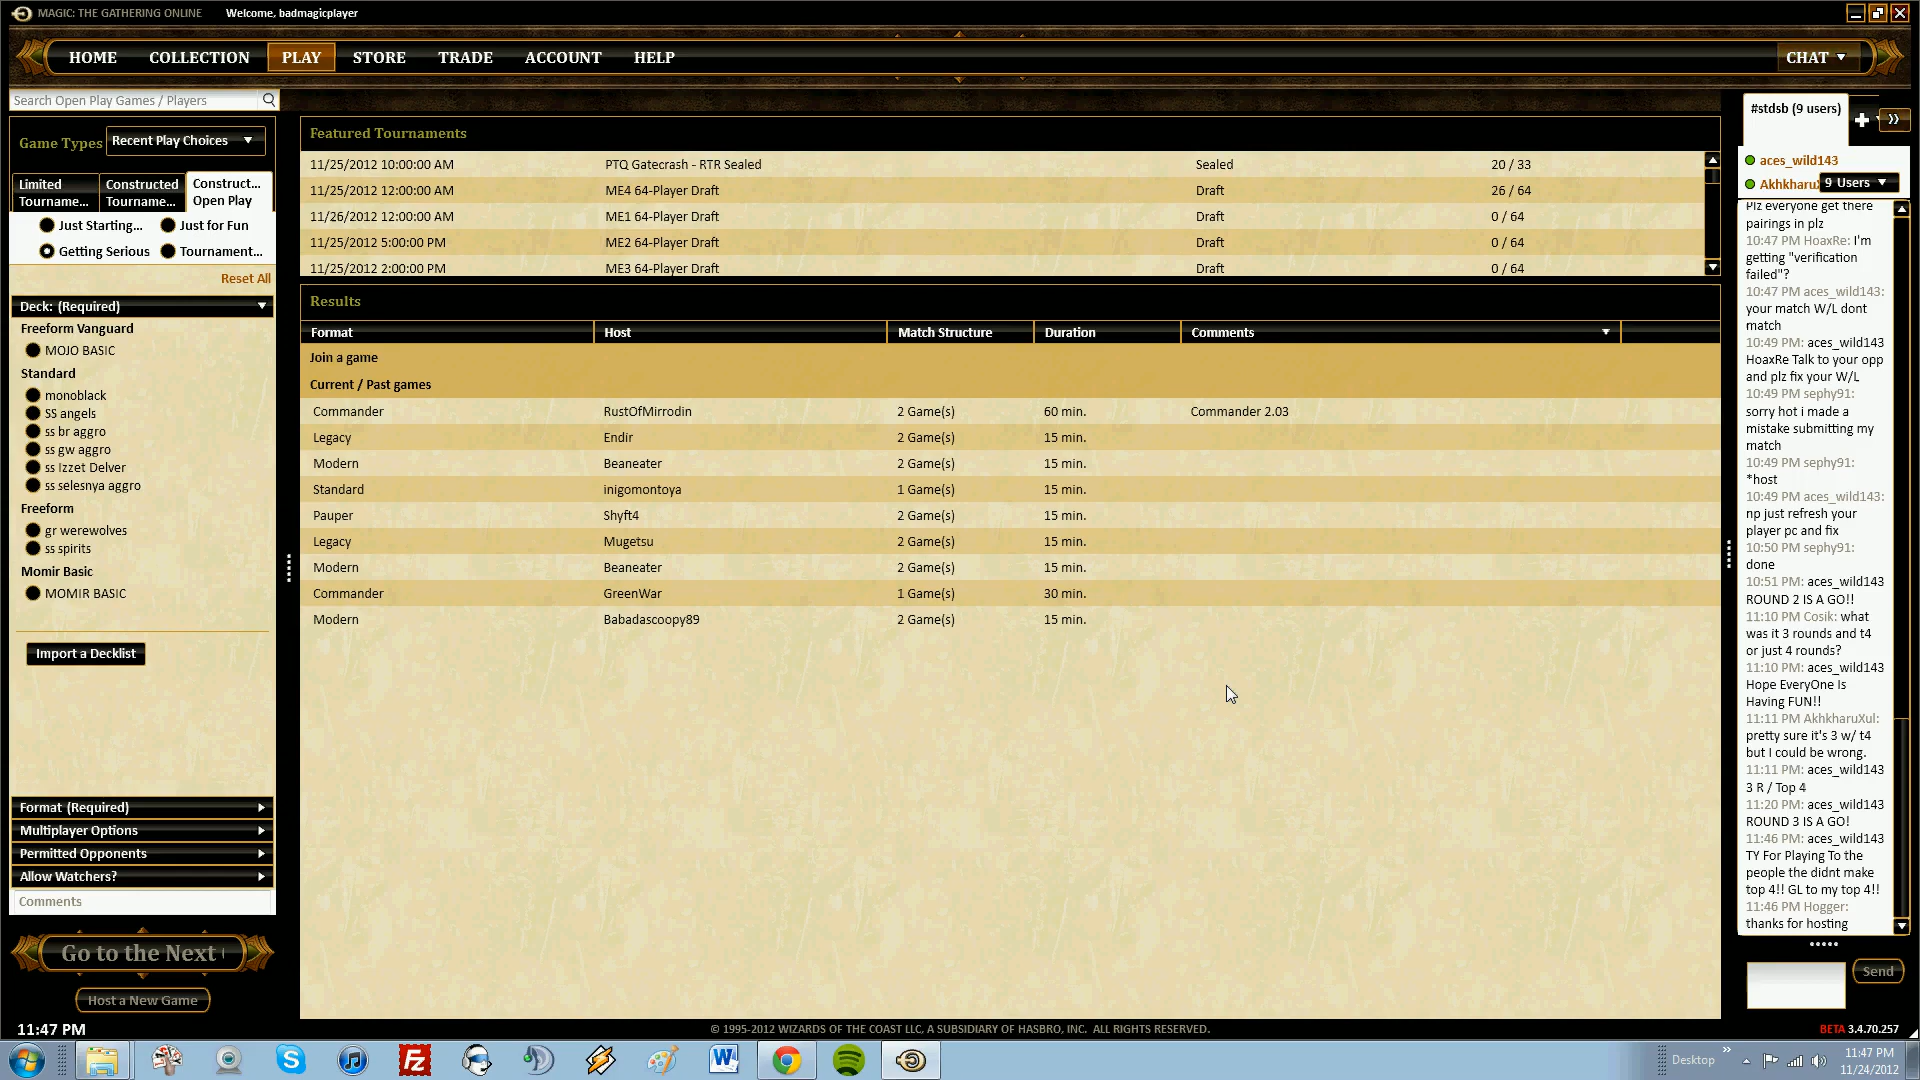 MAGIC: THE GATHERING ONLINE Welcome, badmagicplayer
HOME COLLECTION PLAY STORE TRADE ACCOUNT HELP CHAT
Search Open Play Games / Players
Game Types Recent Play Choices
Limited Tourname...
Constructed Tourname...
Construct... Open Play
Just Starting... Just for Fun
Getting Serious Tournament...
Reset All
Deck: (Required)
Freeform Vanguard
MOJO BASIC
Standard
monoblack
SS angels
ss br aggro
ss gw aggro
ss Izzet Delver
ss selesnya aggro
Freeform
gr werewolves
ss spirits
Momir Basic
MOMIR BASIC
Import a Decklist
Format (Required)
Multiplayer Options
Permitted Opponents
Allow Watchers?
Comments
Go to the Next
Host a New Game
11:47 PM
Featured Tournaments
11/25/2012 10:00:00 AM PTQ Gatecrash - RTR Sealed Sealed 20 / 33
11/25/2012 12:00:00 AM ME4 64-Player Draft Draft 26 / 64
11/26/2012 12:00:00 AM ME1 64-Player Draft Draft 0 / 64
11/25/2012 5:00:00 PM ME2 64-Player Draft Draft 0 / 64
11/25/2012 2:00:00 PM ME3 64-Player Draft Draft 0 / 64
Results
Format Host Match Structure Duration Comments
Join a game
Current / Past games
Commander RustOfMirrodin 2 Game(s) 60 min. Commander 2.03
Legacy Endir 2 Game(s) 15 min.
Modern Beaneater 2 Game(s) 15 min.
Standard inigomontoya 1 Game(s) 15 min.
Pauper Shyft4 2 Game(s) 15 min.
Legacy Mugetsu 2 Game(s) 15 min.
Modern Beaneater 2 Game(s) 15 min.
Commander GreenWar 1 Game(s) 30 min.
Modern Babadascoopy89 2 Game(s) 15 min.
© 1995-2012 WIZARDS OF THE COAST LLC, A SUBSIDIARY OF HASBRO, INC. ALL RIGHTS RESERVED.
#stdsb (9 users)
aces_wild143
AkhkharuX 9 Users
Plz everyone get there
pairings in plz
10:47 PM HoaxRe: I'm
getting "verification
failed"?
10:47 PM aces_wild143:
your match W/L dont
match
10:49 PM: aces_wild143
HoaxRe Talk to your opp
and plz fix your W/L
10:49 PM sephy91:
sorry hot i made a
mistake submitting my
match
10:49 PM sephy91:
*host
10:49 PM aces_wild143:
np just refresh your
player pc and fix
10:50 PM sephy91:
done
10:51 PM: aces_wild143
ROUND 2 IS A GO!!
11:10 PM Cosik: what
was it 3 rounds and t4
or just 4 rounds?
11:10 PM: aces_wild143
Hope EveryOne Is
Having FUN!!
11:11 PM AkhkharuXul:
pretty sure it's 3 w/ t4
but I could be wrong.
11:11 PM: aces_wild143
3 R / Top 4
11:20 PM: aces_wild143
ROUND 3 IS A GO!
11:46 PM: aces_wild143
TY For Playing To the
people the didnt make
top 4!! GL to my top 4!!
11:46 PM Hogger:
thanks for hosting
Send
BETA 3.4.70.257
Desktop
11:47 PM
11/24/2012